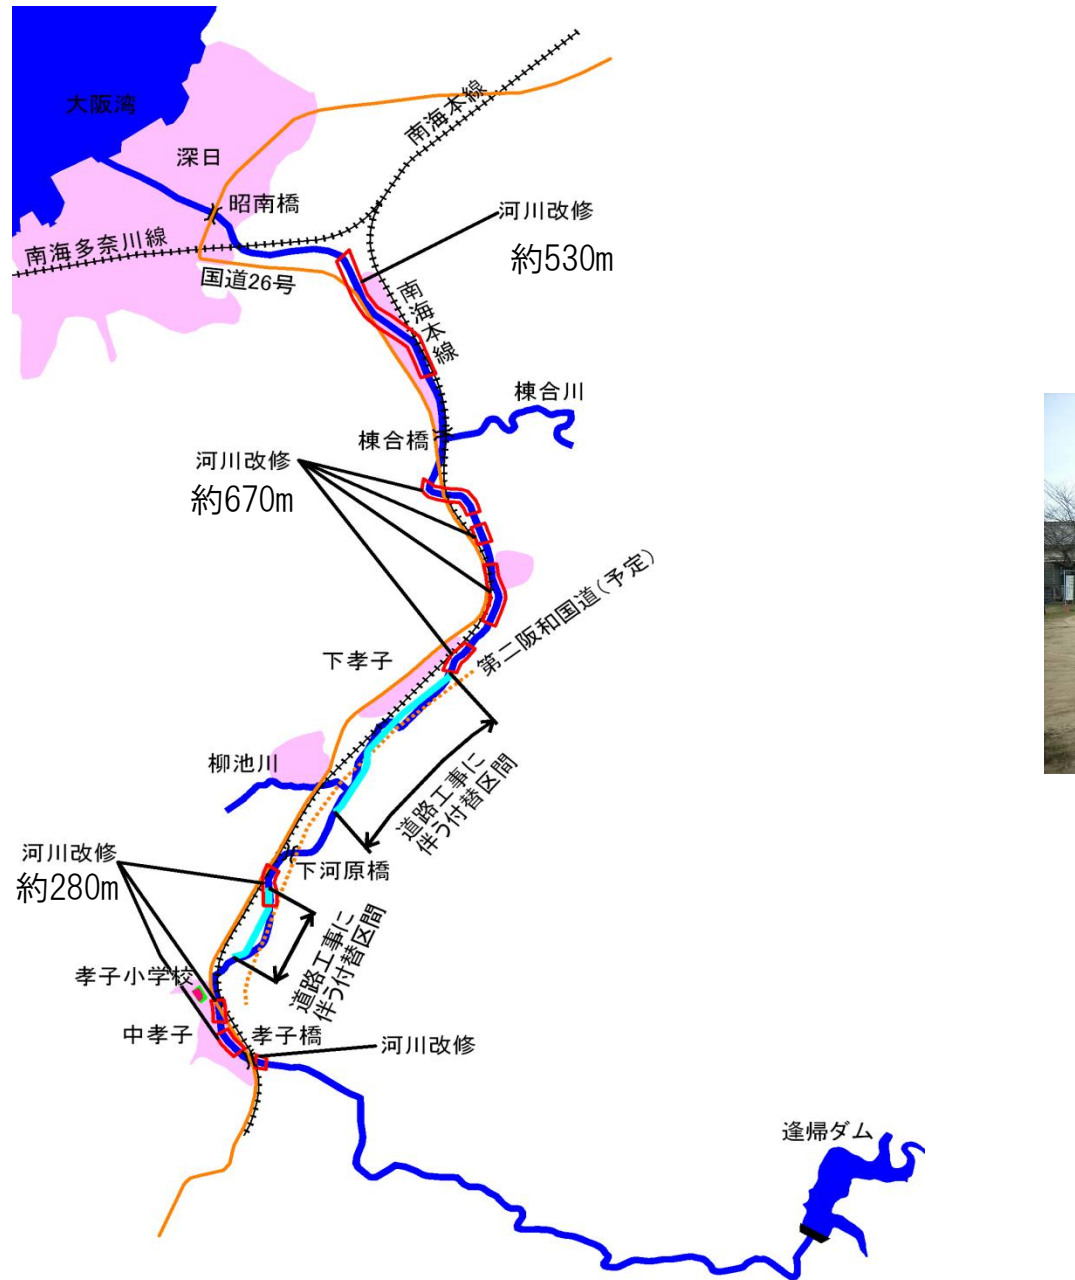 大阪湾
深日
南海本線
昭南橋
河川改修
約530m
南海多奈川線
国道26号
南海本線
棟合川
棟合橋
河川改修
約670m
第二阪和国道(予定)
下孝子
柳池川
道路工事に
伴う付替区間
河川改修
約280m
下河原橋
道路工事に
伴う付替区間
孝子小学校
中孝子
孝子橋
河川改修
逢帰ダム